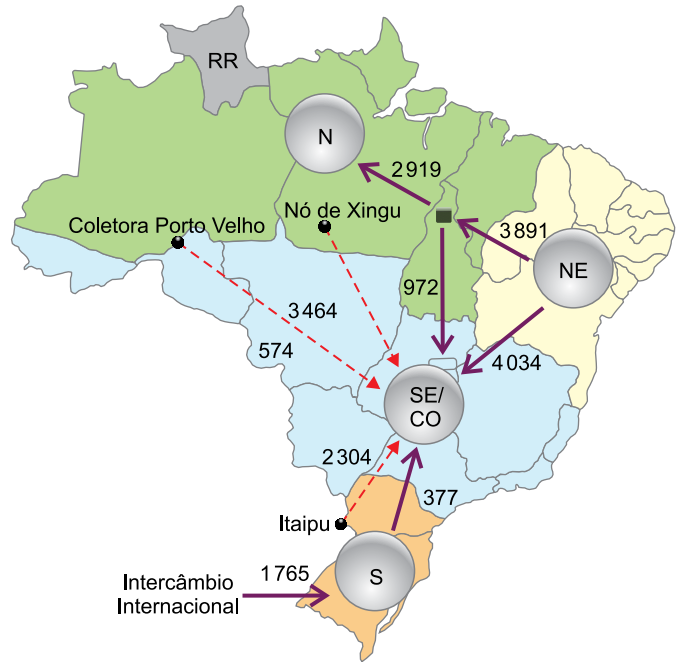 RR
N
2 919
Nó de Xingu
Coletora Porto Velho
3 891
NE
972
3 464
574
4 034
SE/
CO
2 304
377
Itaipu
S
1 765
Intercâmbio
Internacional